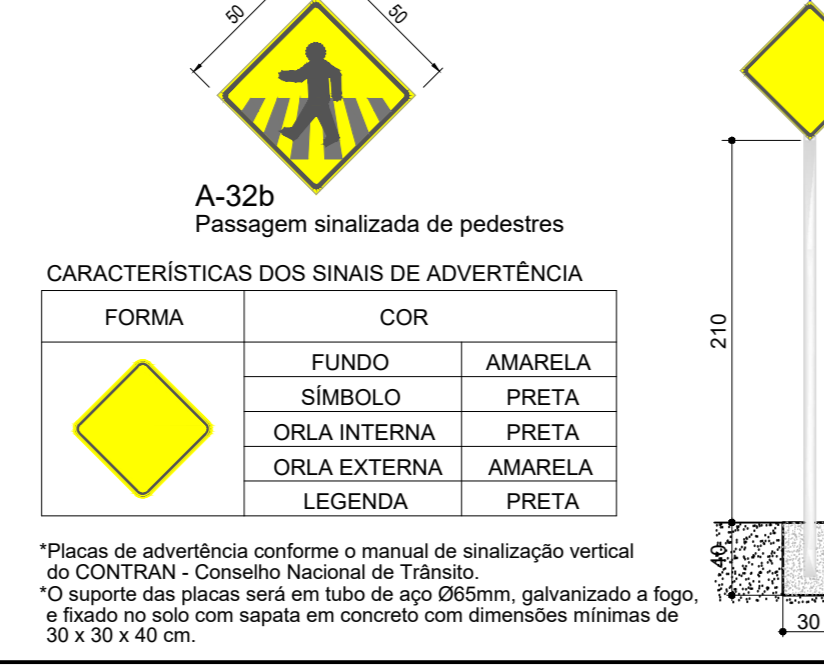 50
50
A-32b
Passagem sinalizada de pedestres
CARACTERÍSTICAS DOS SINAIS DE ADVERTÊNCIA
FORMA COR
FUNDO AMARELA
SÍMBOLO PRETA
ORLA INTERNA PRETA
ORLA EXTERNA AMARELA
LEGENDA PRETA
*Placas de advertência conforme o manual de sinalização vertical
do CONTRAN - Conselho Nacional de Trânsito.
*O suporte das placas será em tubo de aço Ø65mm, galvanizado a fogo,
e fixado no solo com sapata em concreto com dimensões mínimas de
30 x 30 x 40 cm.
210
40
30